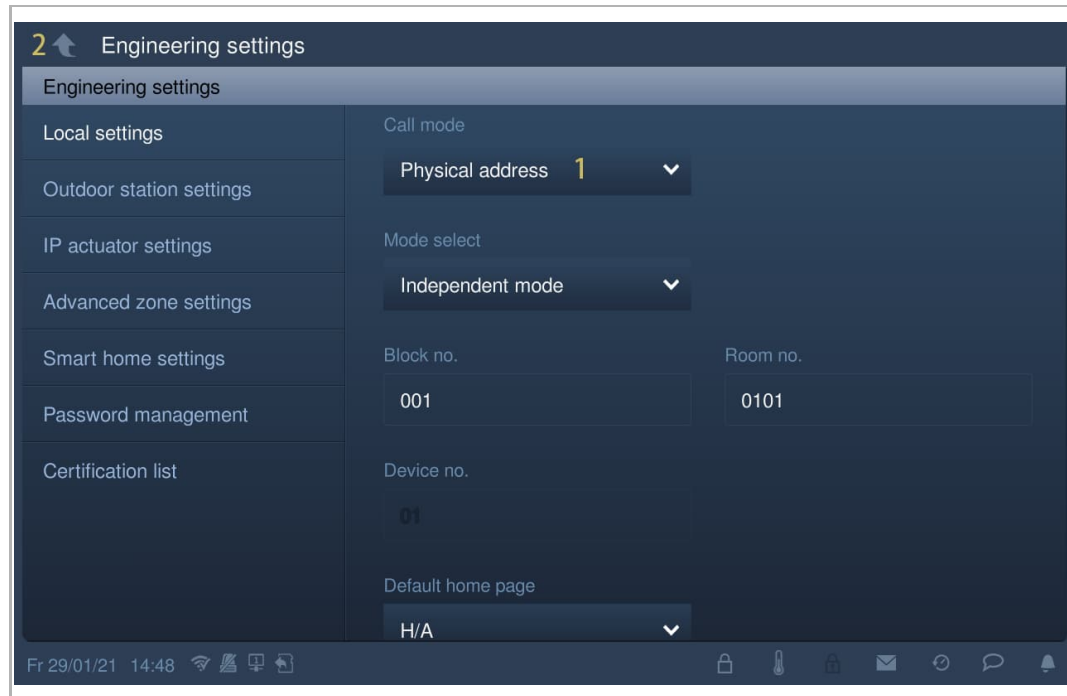 2 Engineering settings
Engineering settings
Local settings
Outdoor station settings
IP actuator settings
Advanced zone settings
Smart home settings
Password management
Certification list
Call mode
Physical address 1
Mode select
Independent mode
Block no. Room no.
001 0101
Device no.
01
Default home page
H/A
Fr 29/01/21 14:48